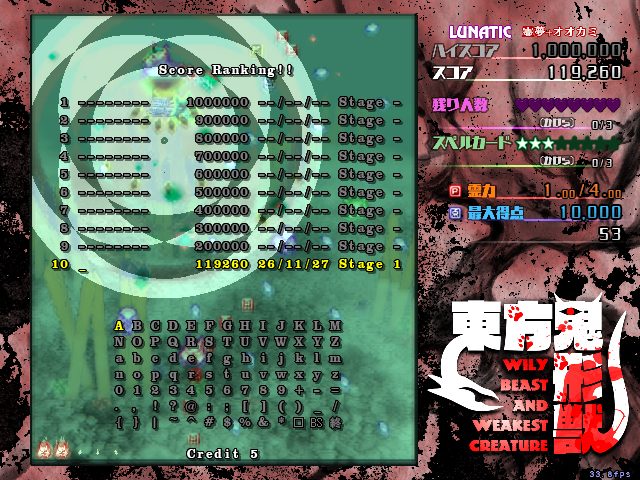 Score Ranking!!
1 -------- 1000000 --/--/-- Stage -
2 -------- 900000 --/--/-- Stage -
3 -------- 800000 --/--/-- Stage -
4 -------- 700000 --/--/-- Stage -
5 -------- 600000 --/--/-- Stage -
6 -------- 500000 --/--/-- Stage -
7 -------- 400000 --/--/-- Stage -
8 -------- 300000 --/--/-- Stage -
9 -------- 200000 --/--/-- Stage -
10 _ 119260 26/11/27 Stage 1
A B C D E F G H I J K L M
N O P Q R S T U V W X Y Z
a b c d e f g h i j k l m
n o p q r s t u v w x y z
0 1 2 3 4 5 6 7 8 9 + - =
. , ! ? @ : ; [ ] ( ) _ /
{ } | ~ ^ # $ % & * □ BS 終
Credit 5
LUNATIC 霊夢+オオカミ
ハイスコア 1,000,000
スコア 119,260
残り人数
(かけら) 0/3
スペルカード ★★★
(かけら) 0/3
P 霊力 1.00/4.00
最大得点 10,000
53
東方鬼形獣
WILY
BEAST
AND
WEAKEST
CREATURE
33.8fps